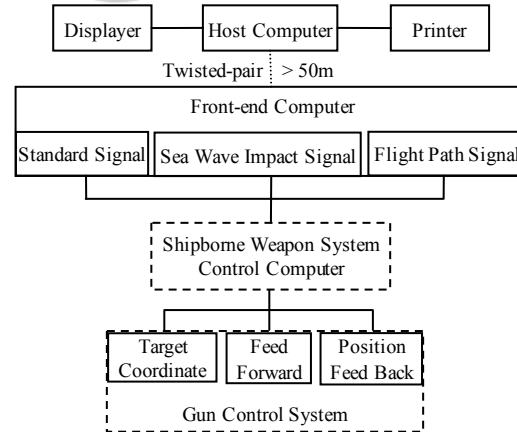 Displayer
Host Computer
Printer
Twisted-pair > 50m
Front-end Computer
Standard Signal
Sea Wave Impact Signal
Flight Path Signal
Shipborne Weapon System
Control Computer
Target
Coordinate
Feed
Forward
Position
Feed Back
Gun Control System